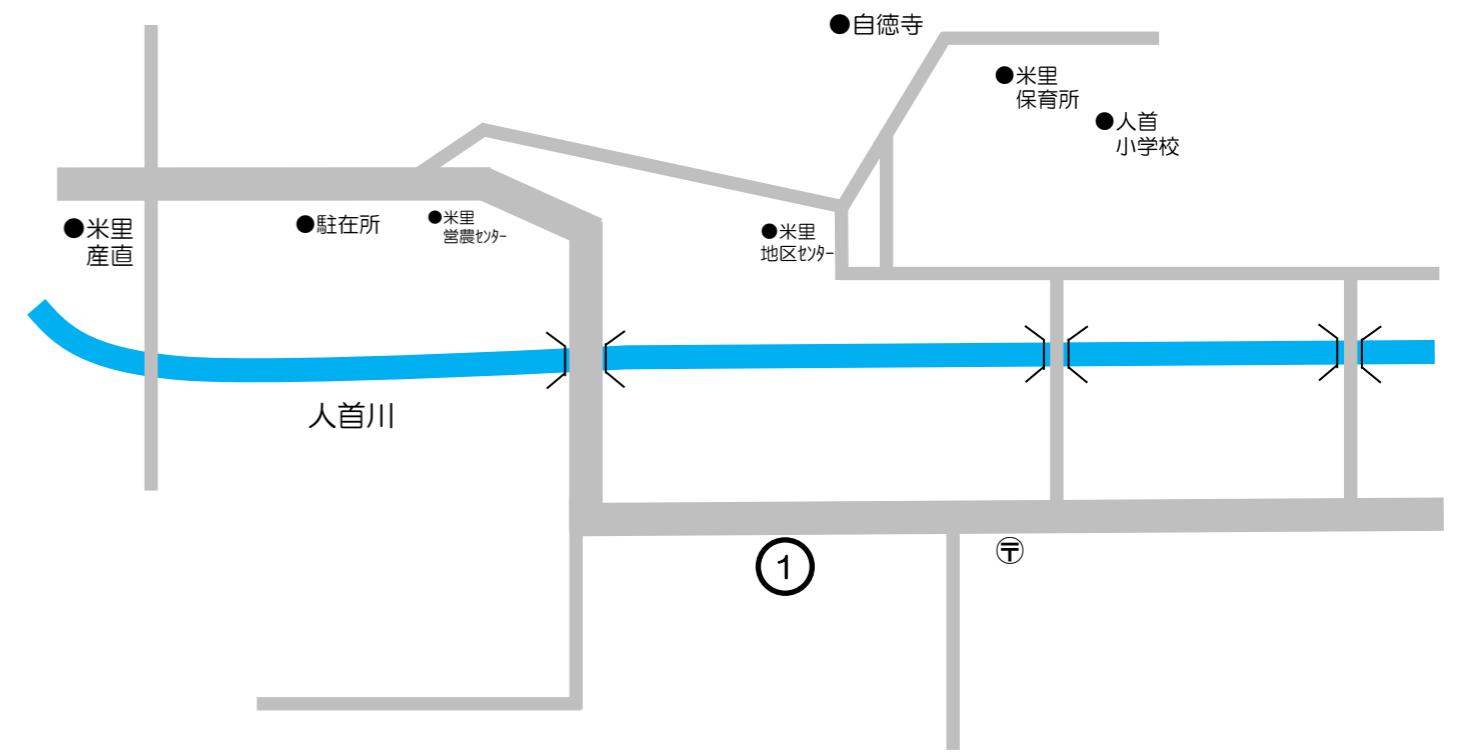 ●自徳寺
●米里
保育所
●人首
小学校
●米里
産直
●駐在所
●米里
営農ｾﾝﾀｰ
●米里
地区ｾﾝﾀｰ
人首川
〶
①